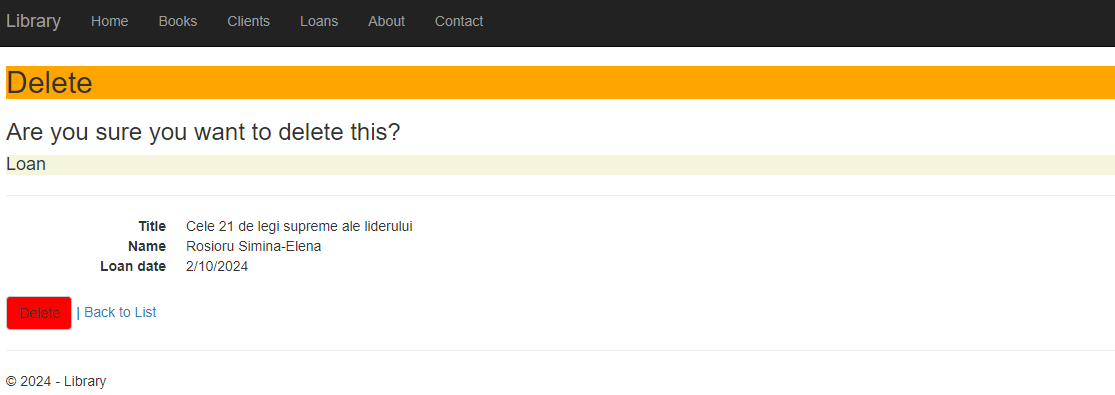 Library Home Books Clients Loans About Contact
Delete
Are you sure you want to delete this?
Loan
Title Cele 21 de legi supreme ale liderului
Name Rosioru Simina-Elena
Loan date 2/10/2024
Delete | Back to List
© 2024 - Library